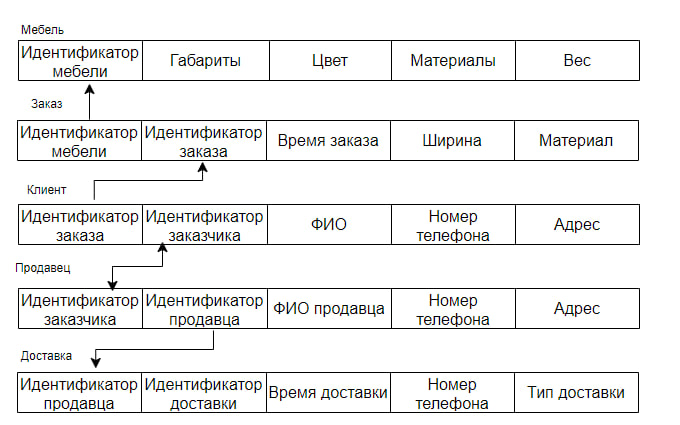 Мебель
Идентификатор мебели Габариты Цвет Материалы Вес
Заказ
Идентификатор мебели Идентификатор заказа Время заказа Ширина Материал
Клиент
Идентификатор заказа Идентификатор заказчика ФИО Номер телефона Адрес
Продавец
Идентификатор заказчика Идентификатор продавца ФИО продавца Номер телефона Адрес
Доставка
Идентификатор продавца Идентификатор доставки Время доставки Номер телефона Тип доставки